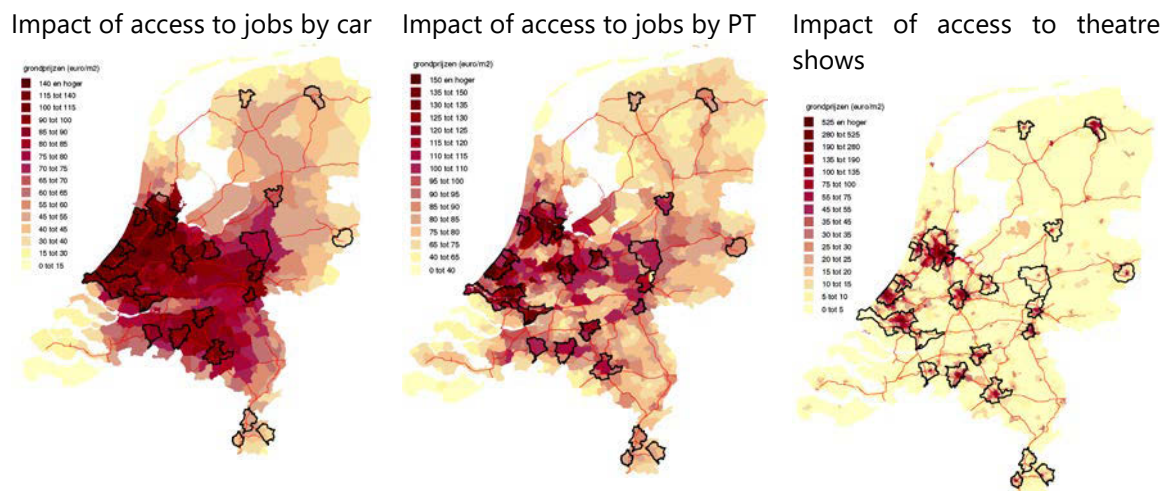 Impact of access to jobs by car
grondprijzen (euro/m2)
140 en hoger
115 tot 140
100 tot 115
90 tot 100
85 tot 90
80 tot 85
75 tot 80
70 tot 75
65 tot 70
60 tot 65
55 tot 60
45 tot 55
40 tot 45
30 tot 40
15 tot 30
0 tot 15
Impact of access to jobs by PT
grondprijzen (euro/m2)
150 en hoger
135 tot 150
130 tot 135
125 tot 130
120 tot 125
115 tot 120
110 tot 115
100 tot 110
95 tot 100
90 tot 95
85 tot 90
80 tot 85
75 tot 80
65 tot 75
40 tot 65
0 tot 40
Impact of access to theatre
shows
grondprijzen (euro/m2)
525 en hoger
280 tot 525
190 tot 280
135 tot 190
100 tot 135
75 tot 100
55 tot 75
45 tot 55
35 tot 45
30 tot 35
25 tot 30
20 tot 25
15 tot 20
10 tot 15
5 tot 10
0 tot 5